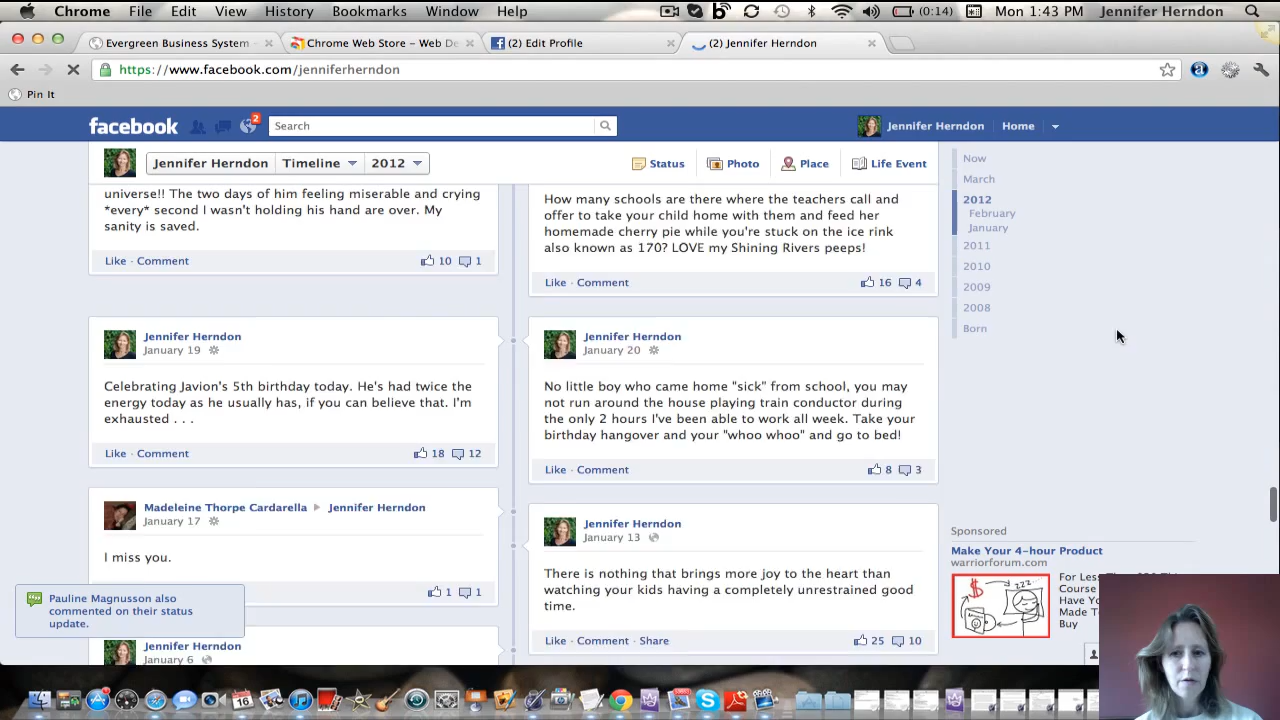 Chrome File Edit View History Bookmarks Window Help (0:14) Mon 1:43 PM Jennifer Herndon
Evergreen Business System Chrome Web Store – Web De (2) Edit Profile (2) Jennifer Herndon
https://www.facebook.com/jenniferherndon
Pin It
facebook 2 Search Jennifer Herndon Home
Jennifer Herndon Timeline 2012 Status Photo Place Life Event
Now
March
2012
February
January
2011
2010
2009
2008
Born
universe!! The two days of him feeling miserable and crying
*every* second I wasn't holding his hand are over. My
sanity is saved.
Like · Comment 10 1
How many schools are there where the teachers call and
offer to take your child home with them and feed her
homemade cherry pie while you're stuck on the ice rink
also known as 170? LOVE my Shining Rivers peeps!
Like · Comment 16 4
Jennifer Herndon
January 19
Celebrating Javion's 5th birthday today. He's had twice the
energy today as he usually has, if you can believe that. I'm
exhausted . . .
Like · Comment 18 12
Jennifer Herndon
January 20
No little boy who came home "sick" from school, you may
not run around the house playing train conductor during
the only 2 hours I've been able to work all week. Take your
birthday hangover and your "whoo whoo" and go to bed!
Like · Comment 8 3
Madeleine Thorpe Cardarella Jennifer Herndon
January 17
I miss you.
1 1
Jennifer Herndon
January 13
There is nothing that brings more joy to the heart than
watching your kids having a completely unrestrained good
time.
Like · Comment · Share 25 10
Pauline Magnusson also
commented on their status
update.
Jennifer Herndon
January 6
Sponsored
Make Your 4-hour Product
warriorforum.com
For Les
Course
Have Yo
Made T
Buy
$
zzz
16